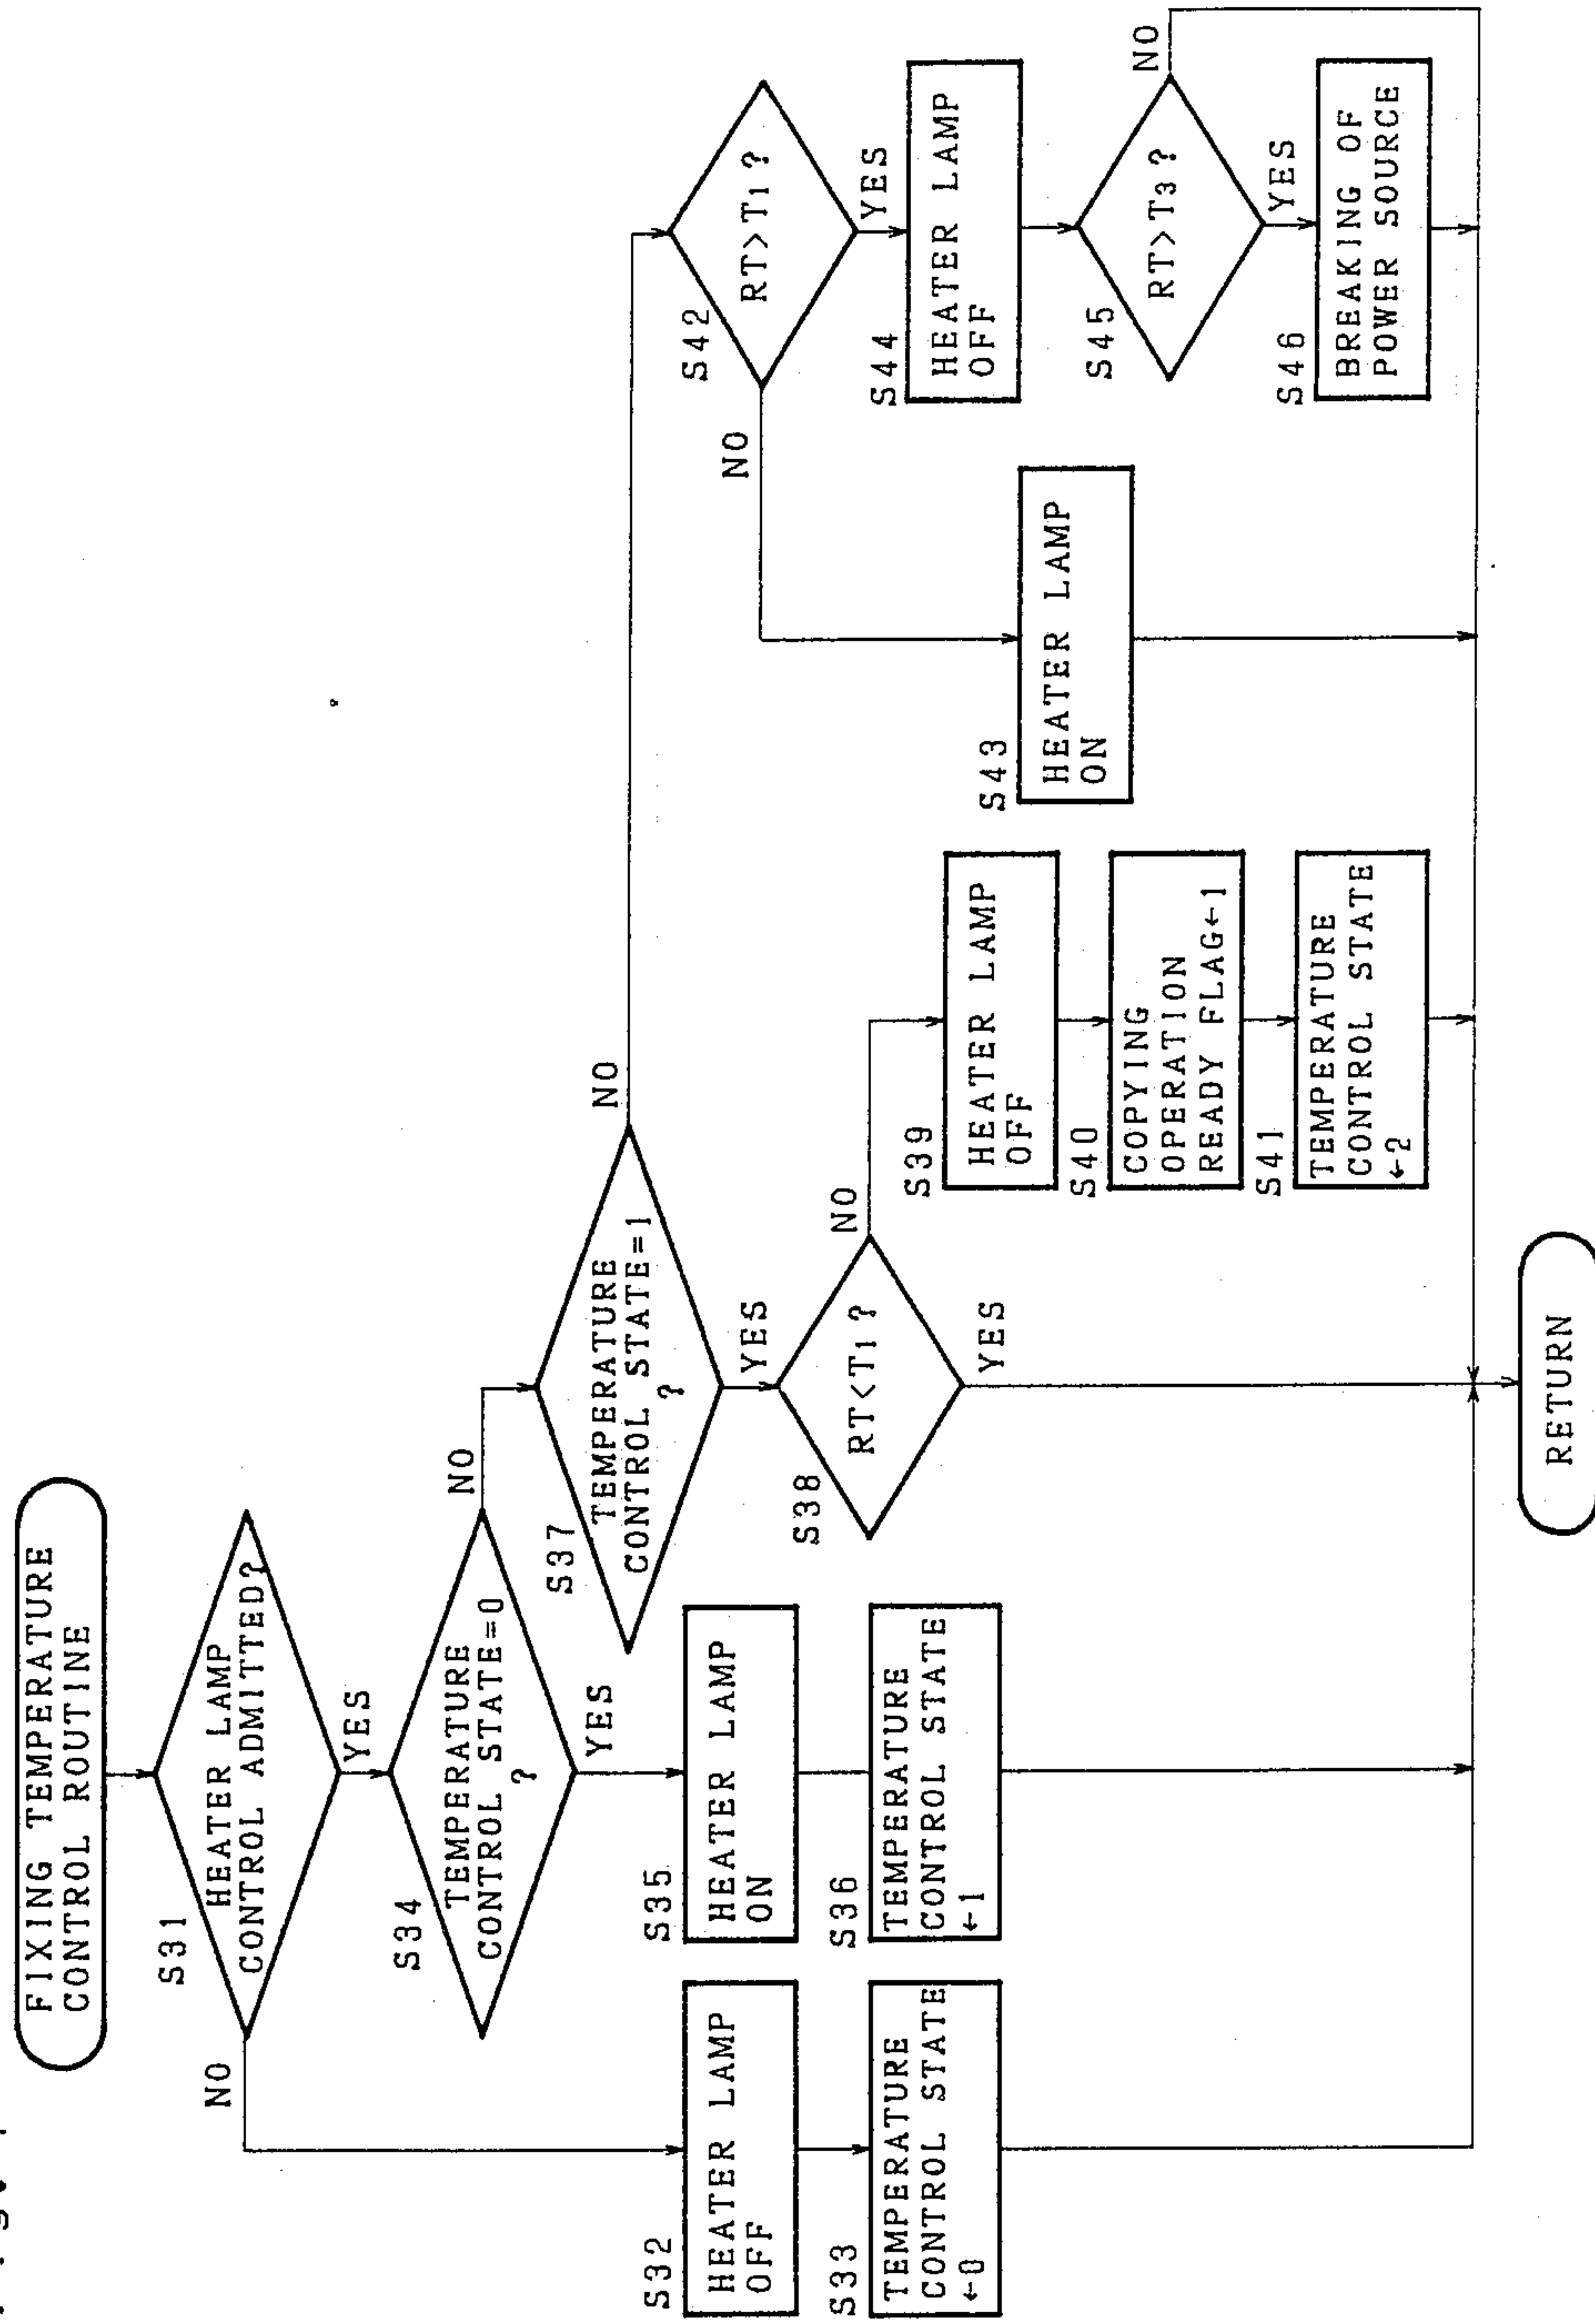 FIXING TEMPERATURE
CONTROL ROUTINE
S31
HEATER LAMP
CONTROL ADMITTED?
NO
YES
S32
HEATER LAMP
OFF
S33
TEMPERATURE
CONTROL STATE
←0
S34
TEMPERATURE
CONTROL STATE=0
?
NO
YES
S35
HEATER LAMP
ON
S36
TEMPERATURE
CONTROL STATE
←1
S37
TEMPERATURE
CONTROL STATE=1
?
NO
YES
S38
RT<T1?
NO
YES
S39
HEATER LAMP
OFF
S40
COPYING
OPERATION
READY FLAG←1
S41
TEMPERATURE
CONTROL STATE
←2
S42
RT>T1?
NO
YES
S43
HEATER LAMP
ON
S44
HEATER LAMP
OFF
S45
RT>T3?
NO
YES
S46
BREAKING OF
POWER SOURCE
RETURN